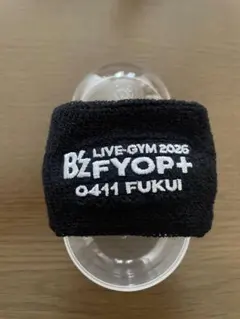 LIVE-GYM 2026
B'z FYOP+
0411 FUKUI